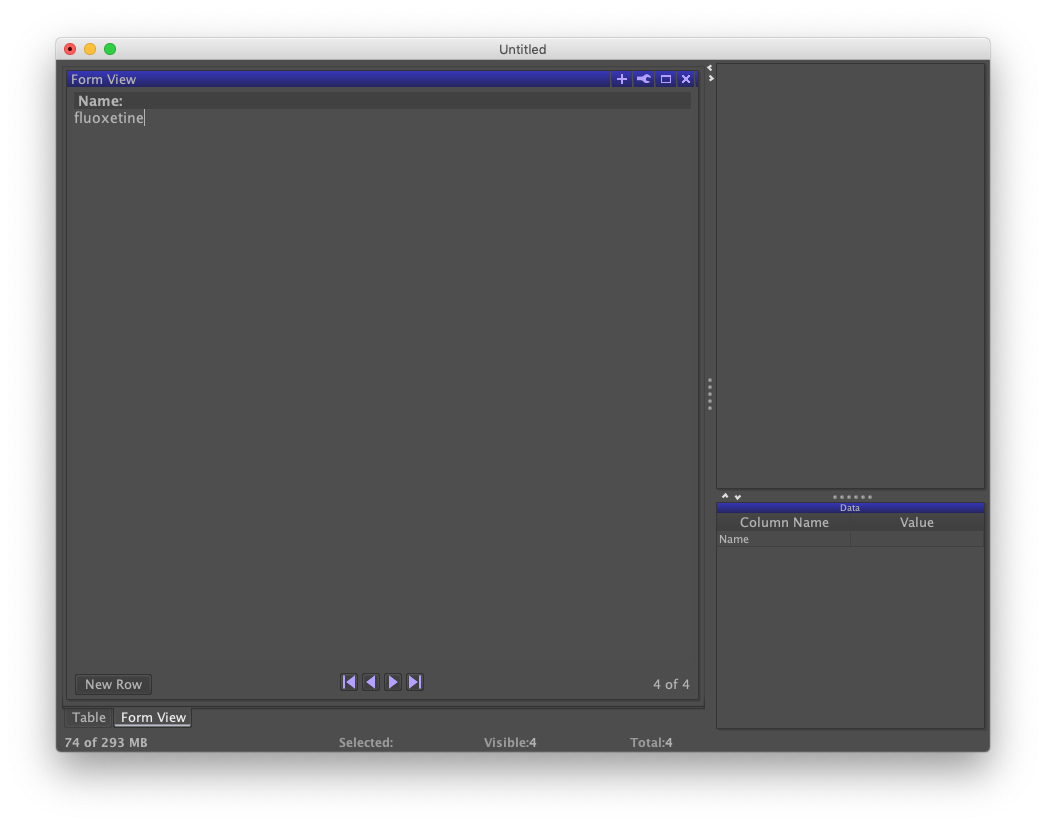 Untitled
Form View
Name:
fluoxetine
New Row
4 of 4
Table
Form View
74 of 293 MB
Selected:
Visible:4
Total:4
Data
Column Name
Value
Name